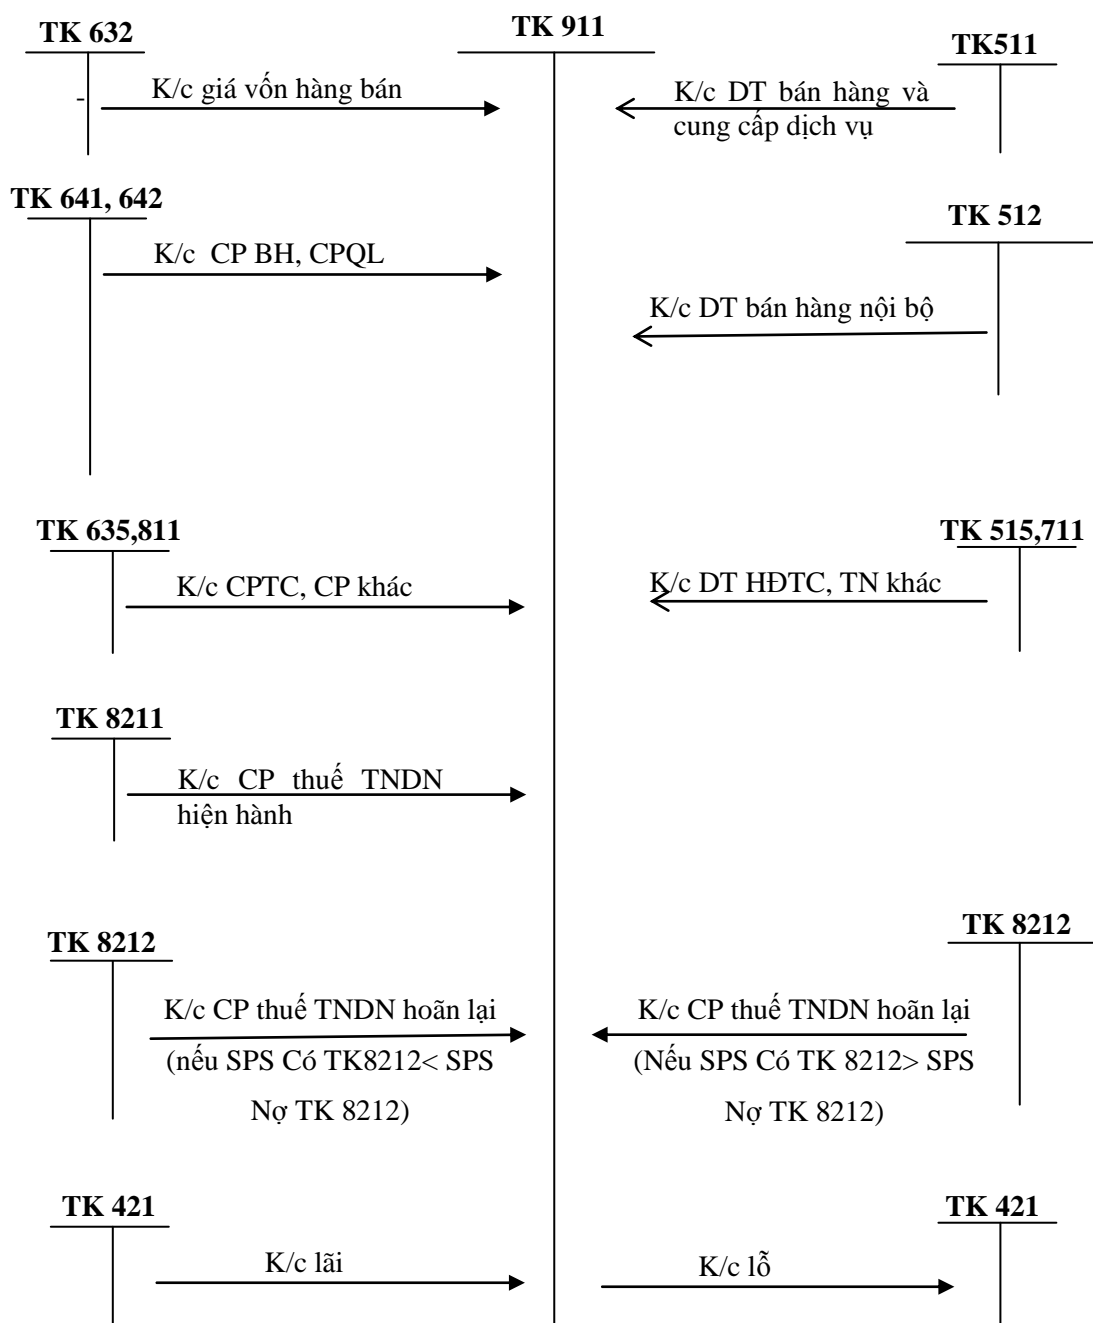 TK 632
TK 911
TK511
K/c giá vốn hàng bán
K/c DT bán hàng và
cung cấp dịch vụ
-
TK 641, 642
TK 512
K/c CP BH, CPQL
K/c DT bán hàng nội bộ
TK 635,811
TK 515,711
K/c CPTC, CP khác
K/c DT HĐTC, TN khác
TK 8211
K/c CP thuế TNDN
hiện hành
TK 8212
TK 8212
K/c CP thuế TNDN hoãn lại
(nếu SPS Có TK8212< SPS
Nợ TK 8212)
K/c CP thuế TNDN hoãn lại
(Nếu SPS Có TK 8212> SPS
Nợ TK 8212)
TK 421
TK 421
K/c lãi
K/c lỗ